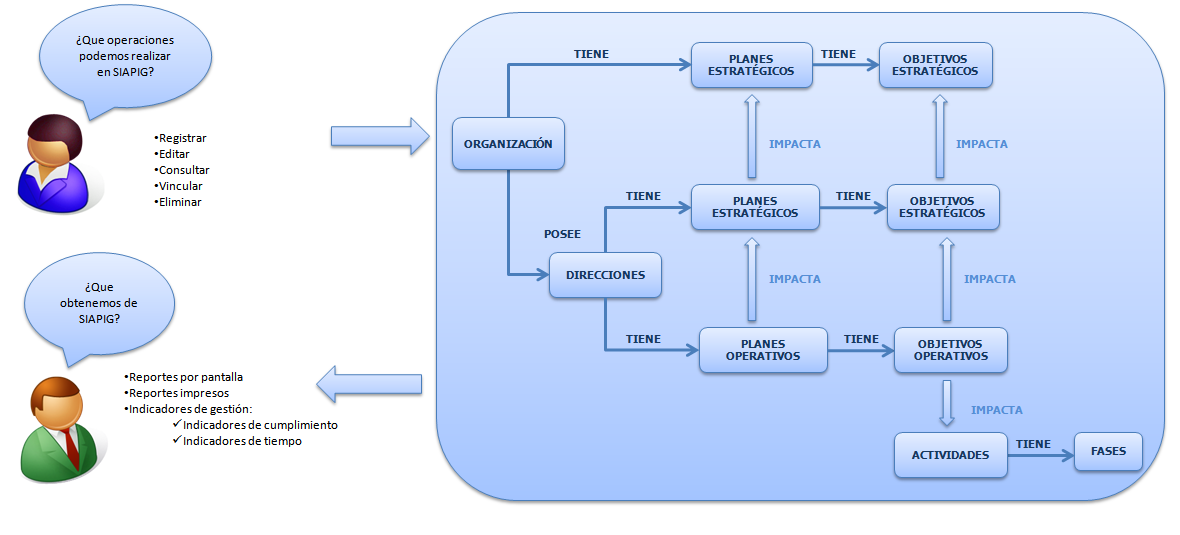 ¿Que operaciones
podemos realizar
en SIAPIG?
•Registrar
•Editar
•Consultar
•Vincular
•Eliminar
¿Que
obtenemos de
SIAPIG?
•Reportes por pantalla
•Reportes impresos
•Indicadores de gestión:
✓Indicadores de cumplimiento
✓Indicadores de tiempo
TIENE
PLANES
ESTRATÉGICOS
TIENE
OBJETIVOS
ESTRATÉGICOS
ORGANIZACIÓN
IMPACTA
IMPACTA
TIENE
PLANES
ESTRATÉGICOS
TIENE
OBJETIVOS
ESTRATÉGICOS
POSEE
DIRECCIONES
IMPACTA
IMPACTA
TIENE
PLANES
OPERATIVOS
TIENE
OBJETIVOS
OPERATIVOS
IMPACTA
ACTIVIDADES
TIENE
FASES